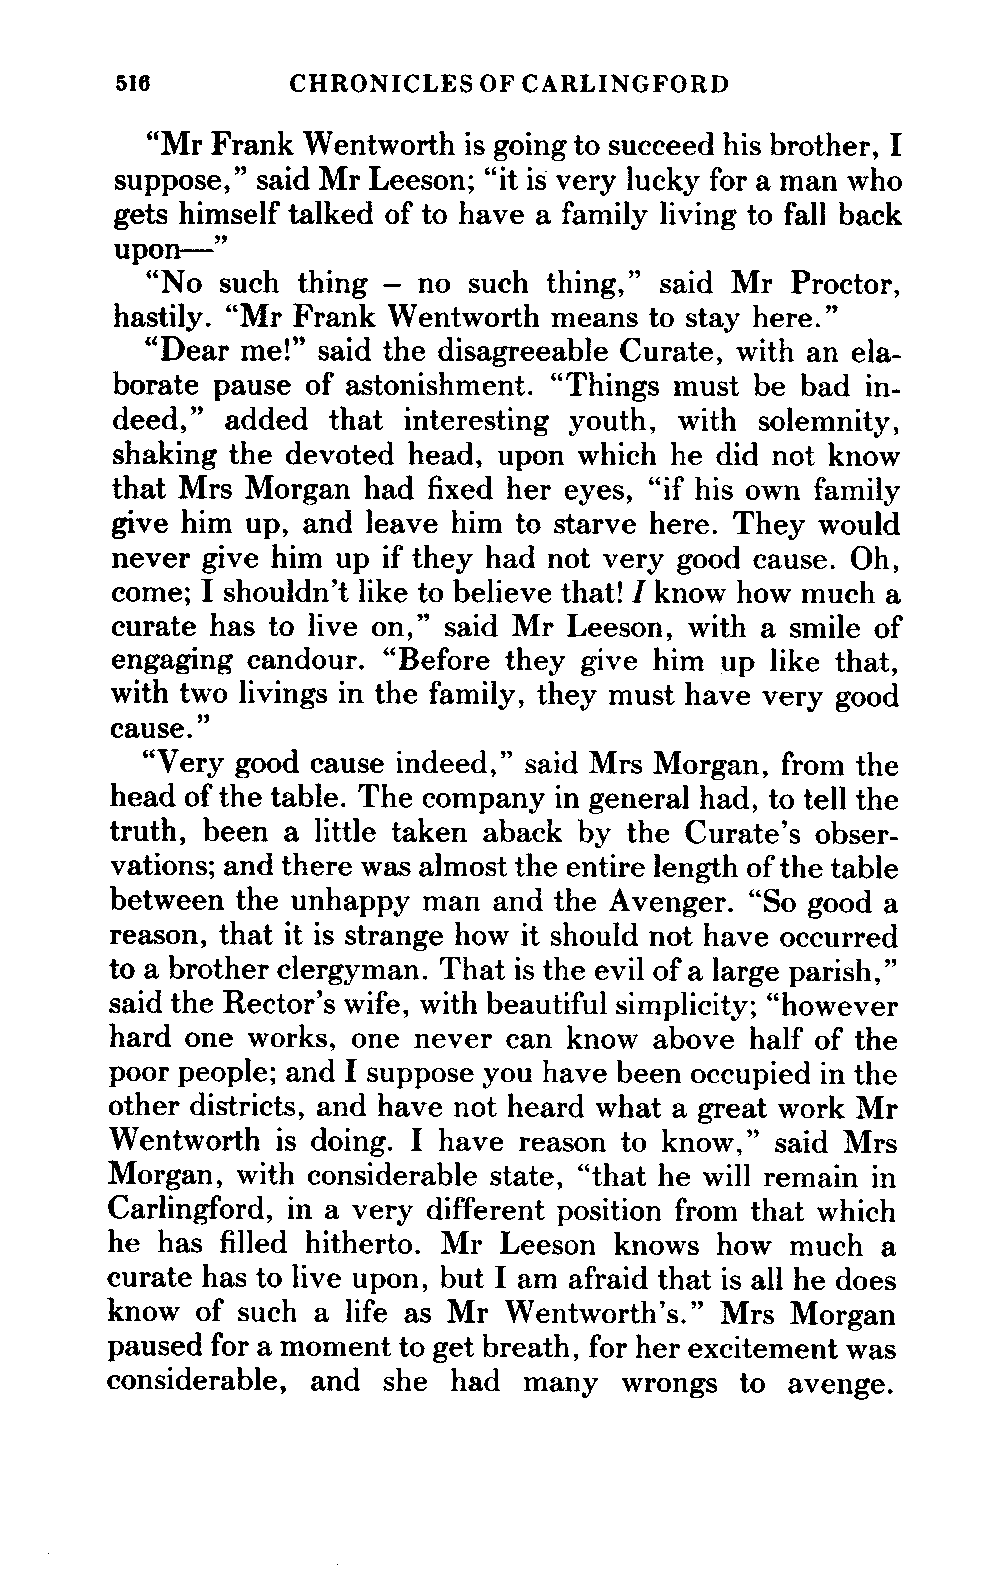 516 CHRONICLES OF CARLINGFORD
“Mr Frank Wentworth is going to succeed his brother, I
suppose,” said Mr Leeson; “it is very lucky for a man who
gets himself talked of to have a family living to fall back
upon—”
“No such thing – no such thing,” said Mr Proctor,
hastily. “Mr Frank Wentworth means to stay here.”
“Dear me!” said the disagreeable Curate, with an ela-
borate pause of astonishment. “Things must be bad in-
deed,” added that interesting youth, with solemnity,
shaking the devoted head, upon which he did not know
that Mrs Morgan had fixed her eyes, “if his own family
give him up, and leave him to starve here. They would
never give him up if they had not very good cause. Oh,
come; I shouldn’t like to believe that! I know how much a
curate has to live on,” said Mr Leeson, with a smile of
engaging candour. “Before they give him up like that,
with two livings in the family, they must have very good
cause.”
“Very good cause indeed,” said Mrs Morgan, from the
head of the table. The company in general had, to tell the
truth, been a little taken aback by the Curate’s obser-
vations; and there was almost the entire length of the table
between the unhappy man and the Avenger. “So good a
reason, that it is strange how it should not have occurred
to a brother clergyman. That is the evil of a large parish,”
said the Rector’s wife, with beautiful simplicity; “however
hard one works, one never can know above half of the
poor people; and I suppose you have been occupied in the
other districts, and have not heard what a great work Mr
Wentworth is doing. I have reason to know,” said Mrs
Morgan, with considerable state, “that he will remain in
Carlingford, in a very different position from that which
he has filled hitherto. Mr Leeson knows how much a
curate has to live upon, but I am afraid that is all he does
know of such a life as Mr Wentworth’s.” Mrs Morgan
paused for a moment to get breath, for her excitement was
considerable, and she had many wrongs to avenge.